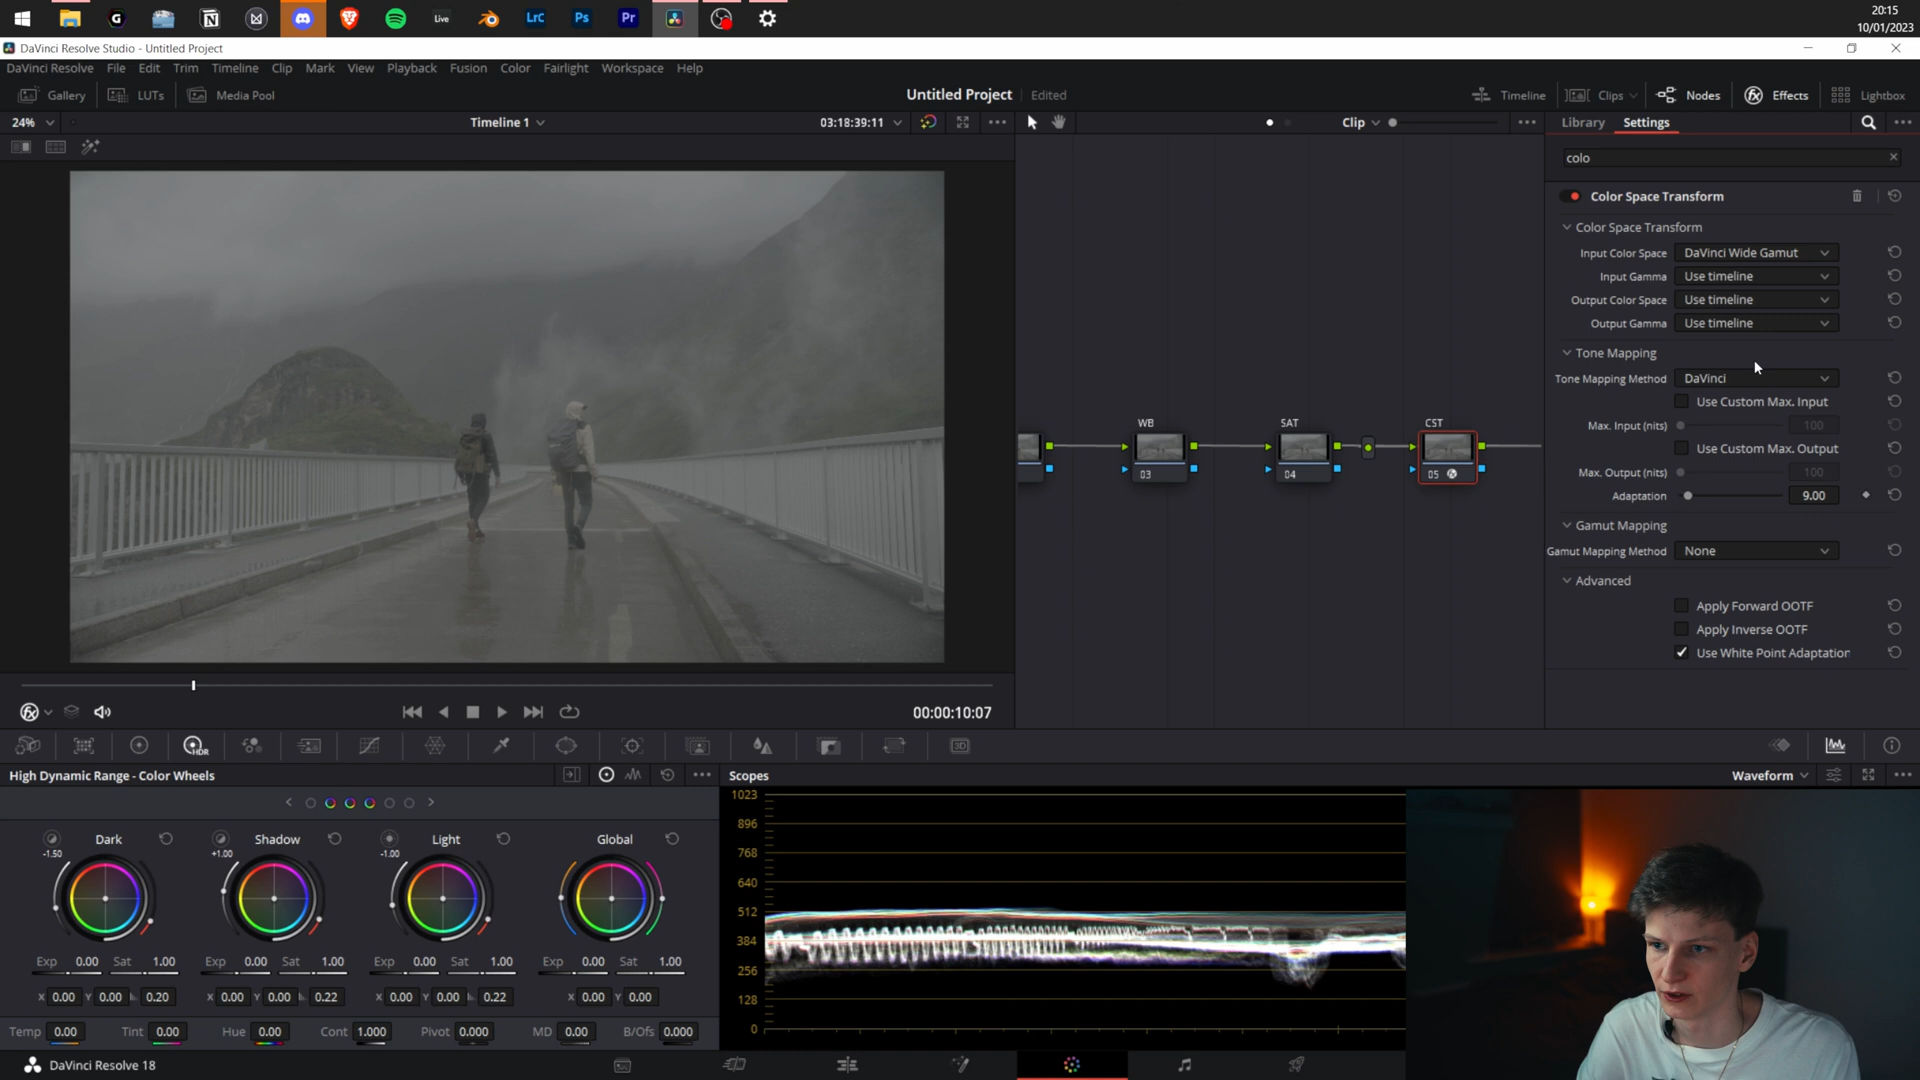 20:15
Live
LrC
Ps
Pr
10/01/2023
DaVinci Resolve Studio - Untitled Project
DaVinci Resolve File Edit Trim Timeline Clip Mark View Playback Color Fusion Fairlight Workspace Help
Gallery LUTs Media Pool
Untitled Project Edited
Timeline Clips Nodes Effects Lightbox
24% Timeline 1 03:18:39:11 Clip
Library Settings
colo
Color Space Transform
Color Space Transform
Input Color Space DaVinci Wide Gamut
Input Gamma Use timeline
Output Color Space Use timeline
Output Gamma Use timeline
Tone Mapping
Tone Mapping Method DaVinci
Use Custom Max. Input
Max. Input (nits) 100
Use Custom Max. Output
Max. Output (nits) 100
Adaptation 9.00
Gamut Mapping
Gamut Mapping Method None
Advanced
Apply Forward OOTF
Apply Inverse OOTF
Use White Point Adaptation
WB SAT CST
03 04 05
00:00:10:07
HDR
3D
High Dynamic Range - Color Wheels
Scopes
Waveform
Dark Shadow Light Global
-1.50 +1.00 -1.00
Exp 0.00 Sat 1.00 Exp 0.00 Sat 1.00 Exp 0.00 Sat 1.00 Exp 0.00 Sat 1.00
X 0.00 Y 0.00 0.20 X 0.00 Y 0.00 0.22 X 0.00 Y 0.00 0.22 X 0.00 Y 0.00
Temp 0.00 Tint 0.00 Hue 0.00 Cont 1.000 Pivot 0.000 MD 0.00 B/Ofs 0.000
1023
896
768
640
512
384
256
128
0
DaVinci Resolve 18